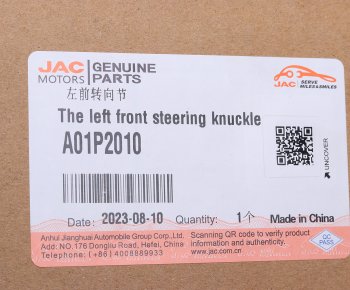 JAC MOTORS GENUINE PARTS
JAC SERVE MILES&SMILES
左前转向节
The left front steering knuckle
A01P2010
UNCOVER
Date: 2023-08-10 Quantity: 1个 Made in China
Anhui Jianghuai Automobile Group Corp.,Ltd.
Add: No.176 Dongliu Road, Hefei, China
Telephone: (+86)4008889933
Scanning QR code to verify product information and authenticity.
www.jac.com.cn
QC PASS